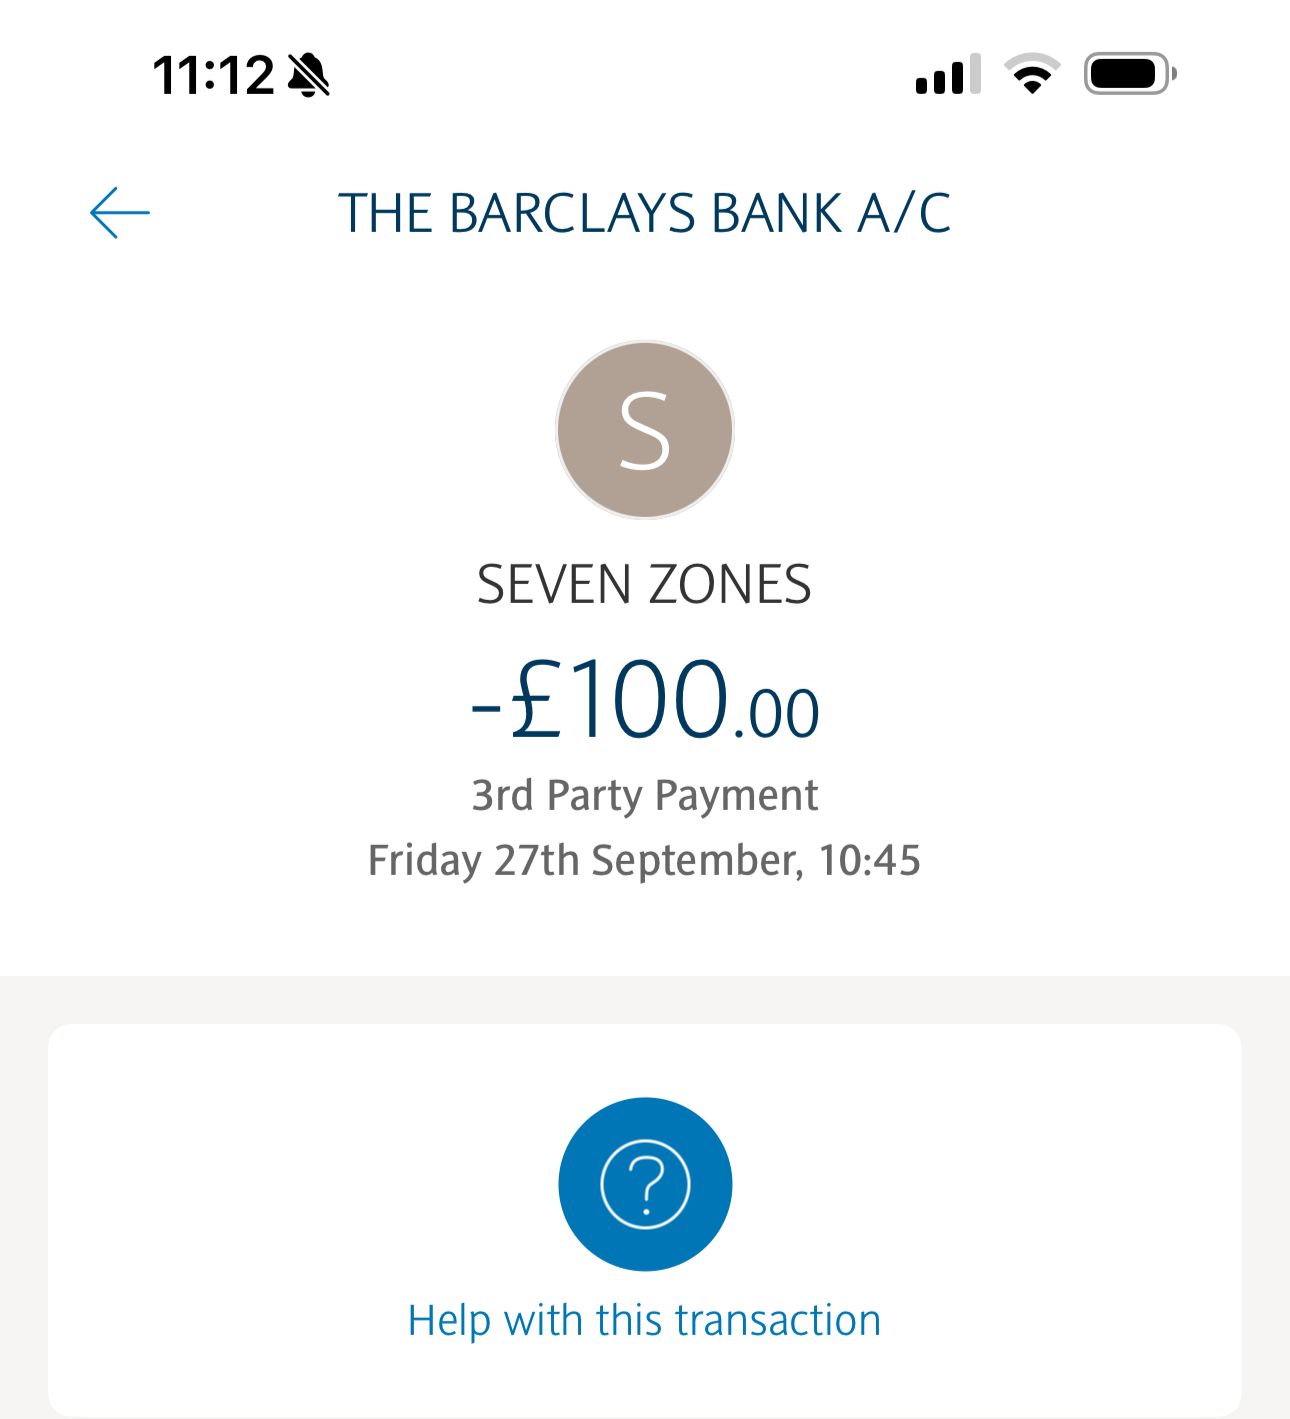 11:12
THE BARCLAYS BANK A/C
S
SEVEN ZONES
-£100.00
3rd Party Payment
Friday 27th September, 10:45
?
Help with this transaction